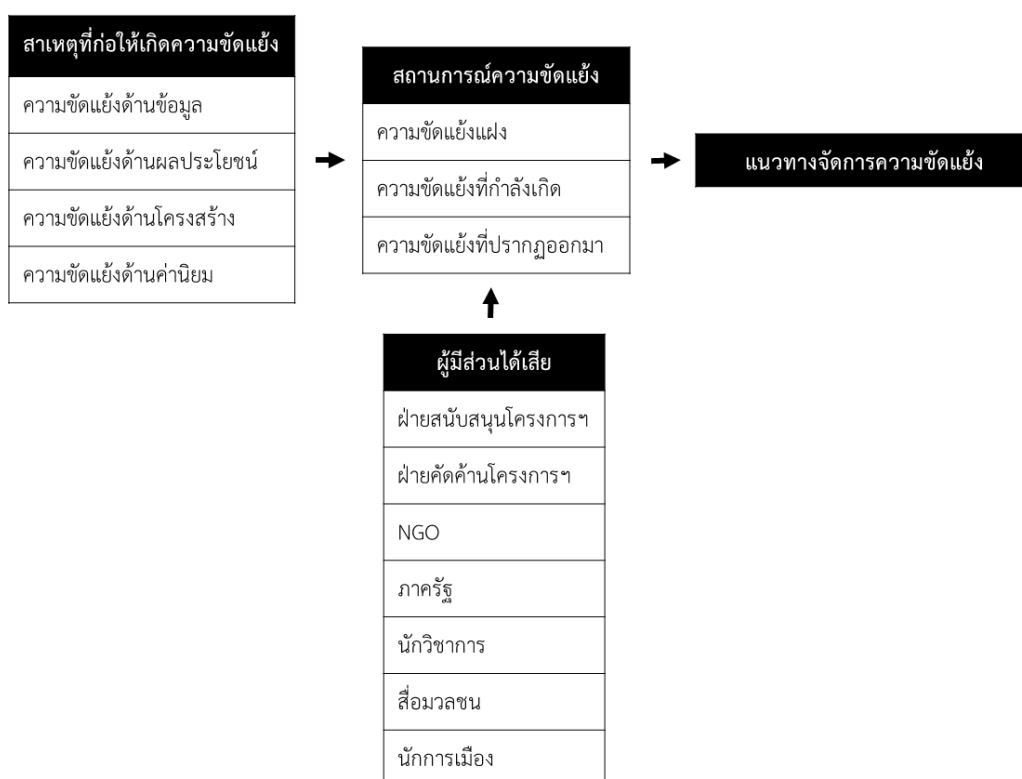 สาเหตุที่ก่อให้เกิดความขัดแย้ง
ความขัดแย้งด้านข้อมูล
ความขัดแย้งด้านผลประโยชน์
ความขัดแย้งด้านโครงสร้าง
ความขัดแย้งด้านค่านิยม
สถานการณ์ความขัดแย้ง
ความขัดแย้งแฝง
ความขัดแย้งที่กำลังเกิด
ความขัดแย้งที่ปรากฏออกมา
แนวทางจัดการความขัดแย้ง
ผู้มีส่วนได้เสีย
ฝ่ายสนับสนุนโครงการฯ
ฝ่ายคัดค้านโครงการฯ
NGO
ภาครัฐ
นักวิชาการ
สื่อมวลชน
นักการเมือง